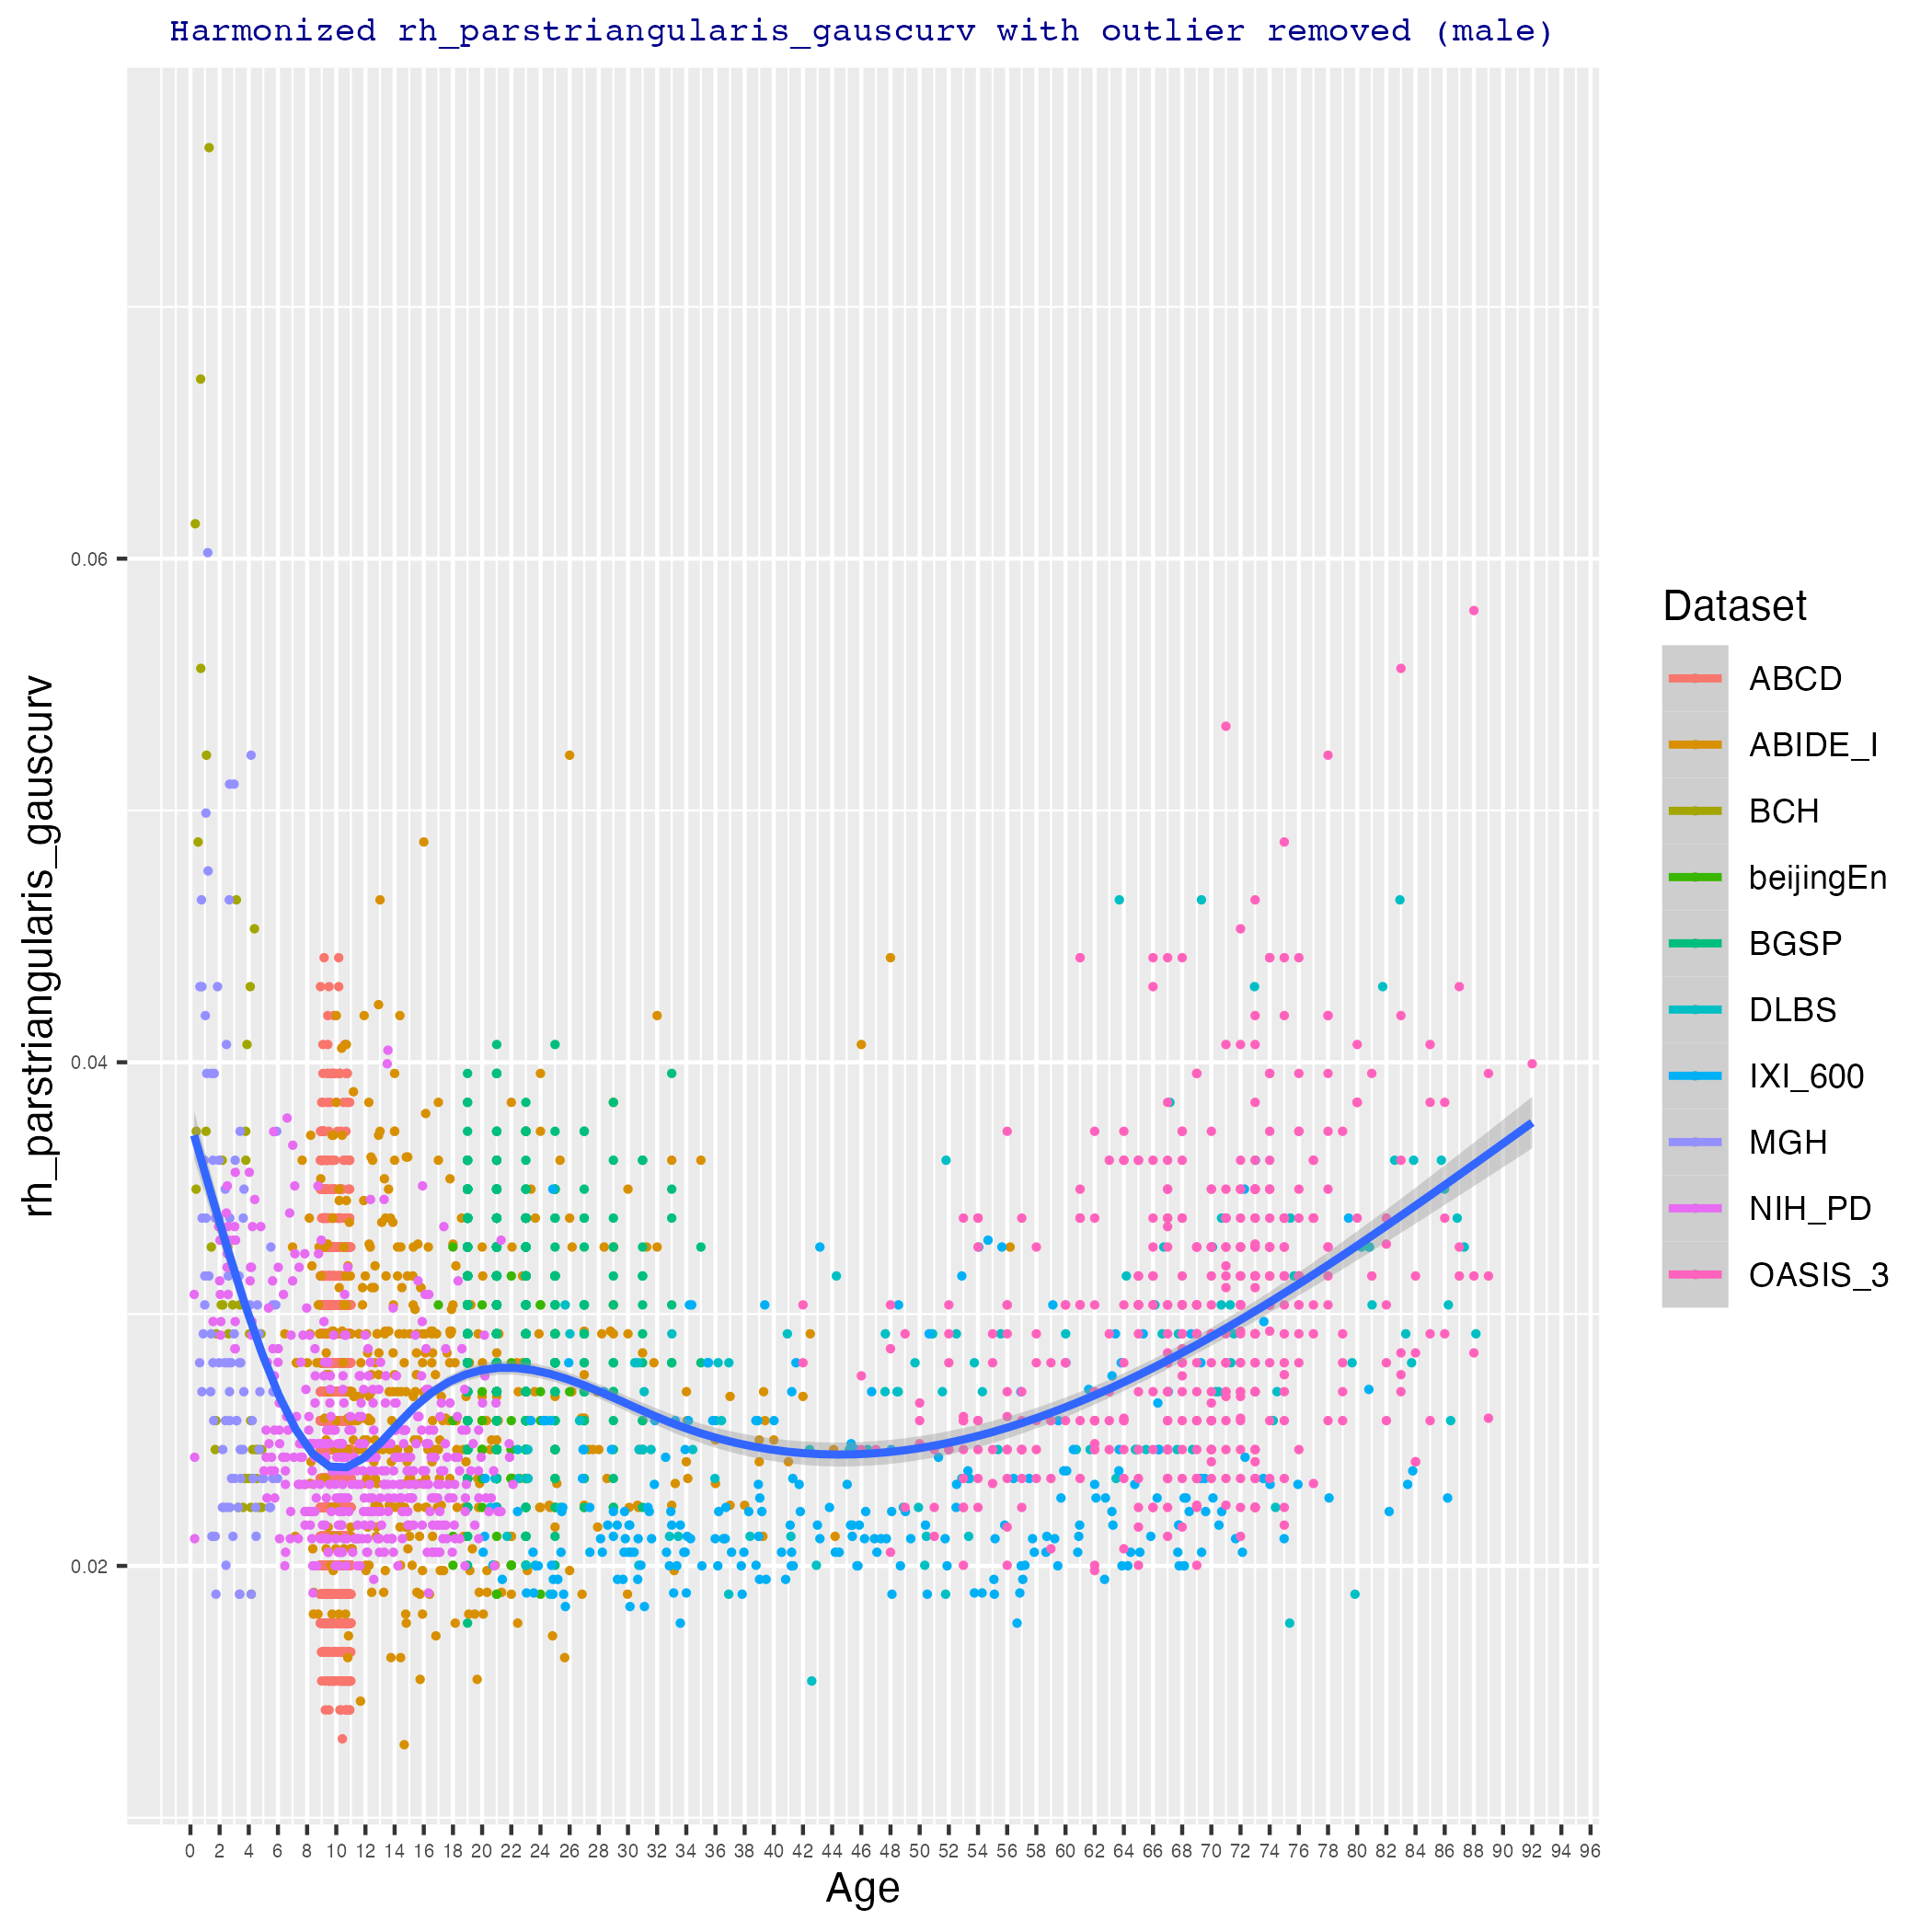 Harmonized rh_parstriangularis_gauscurv with outlier removed (male)
rh_parstriangularis_gauscurv
0.06
0.04
0.02
0 2 4 6 8 10 12 14 16 18 20 22 24 26 28 30 32 34 36 38 40 42 44 46 48 50 52 54 56 58 60 62 64 66 68 70 72 74 76 78 80 82 84 86 88 90 92 94 96
Age
Dataset
ABCD
ABIDE_I
BCH
beijingEn
BGSP
DLBS
IXI_600
MGH
NIH_PD
OASIS_3